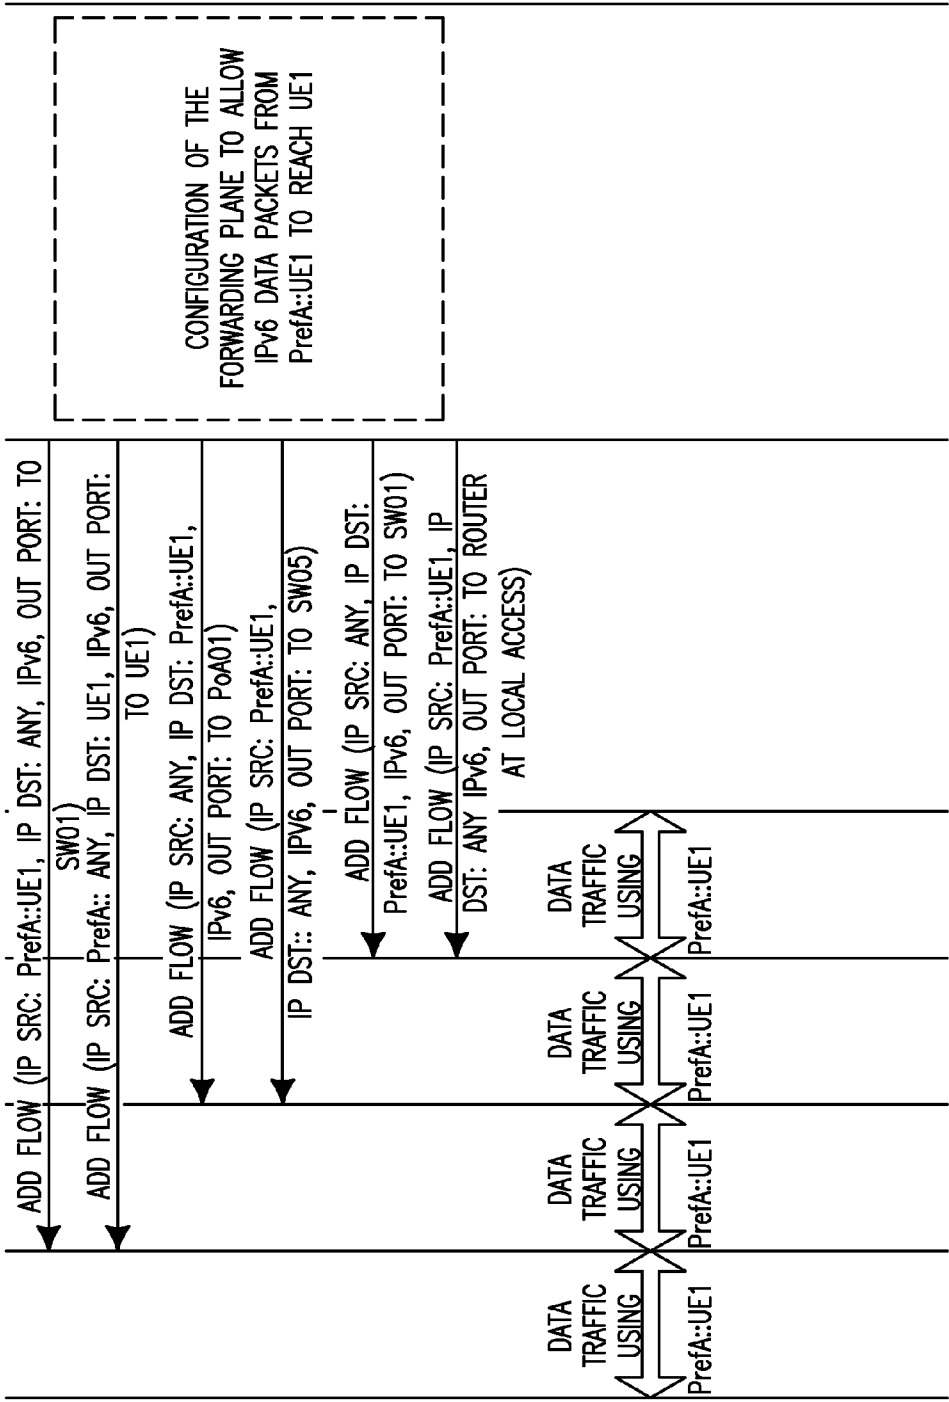 CONFIGURATION OF THE
FORWARDING PLANE TO ALLOW
IPv6 DATA PACKETS FROM
PrefA::UE1 TO REACH UE1
ADD FLOW (IP SRC: PrefA::UE1, IP DST: ANY, IPv6, OUT PORT: TO
SW01)
ADD FLOW (IP SRC: PrefA:: ANY, IP DST: UE1, IPv6, OUT PORT:
TO UE1)
ADD FLOW (IP SRC: ANY, IP DST: PrefA::UE1,
IPv6, OUT PORT: TO PoA01)
ADD FLOW (IP SRC: PrefA::UE1,
IP DST:: ANY, IPV6, OUT PORT: TO SW05)
ADD FLOW (IP SRC: ANY, IP DST:
PrefA::UE1, IPv6, OUT PORT: TO SW01)
ADD FLOW (IP SRC: PrefA::UE1, IP
DST: ANY IPv6, OUT PORT: TO ROUTER
AT LOCAL ACCESS)
DATA
TRAFFIC
USING
PrefA::UE1
DATA
TRAFFIC
USING
PrefA::UE1
DATA
TRAFFIC
USING
PrefA::UE1
DATA
TRAFFIC
USING
PrefA::UE1